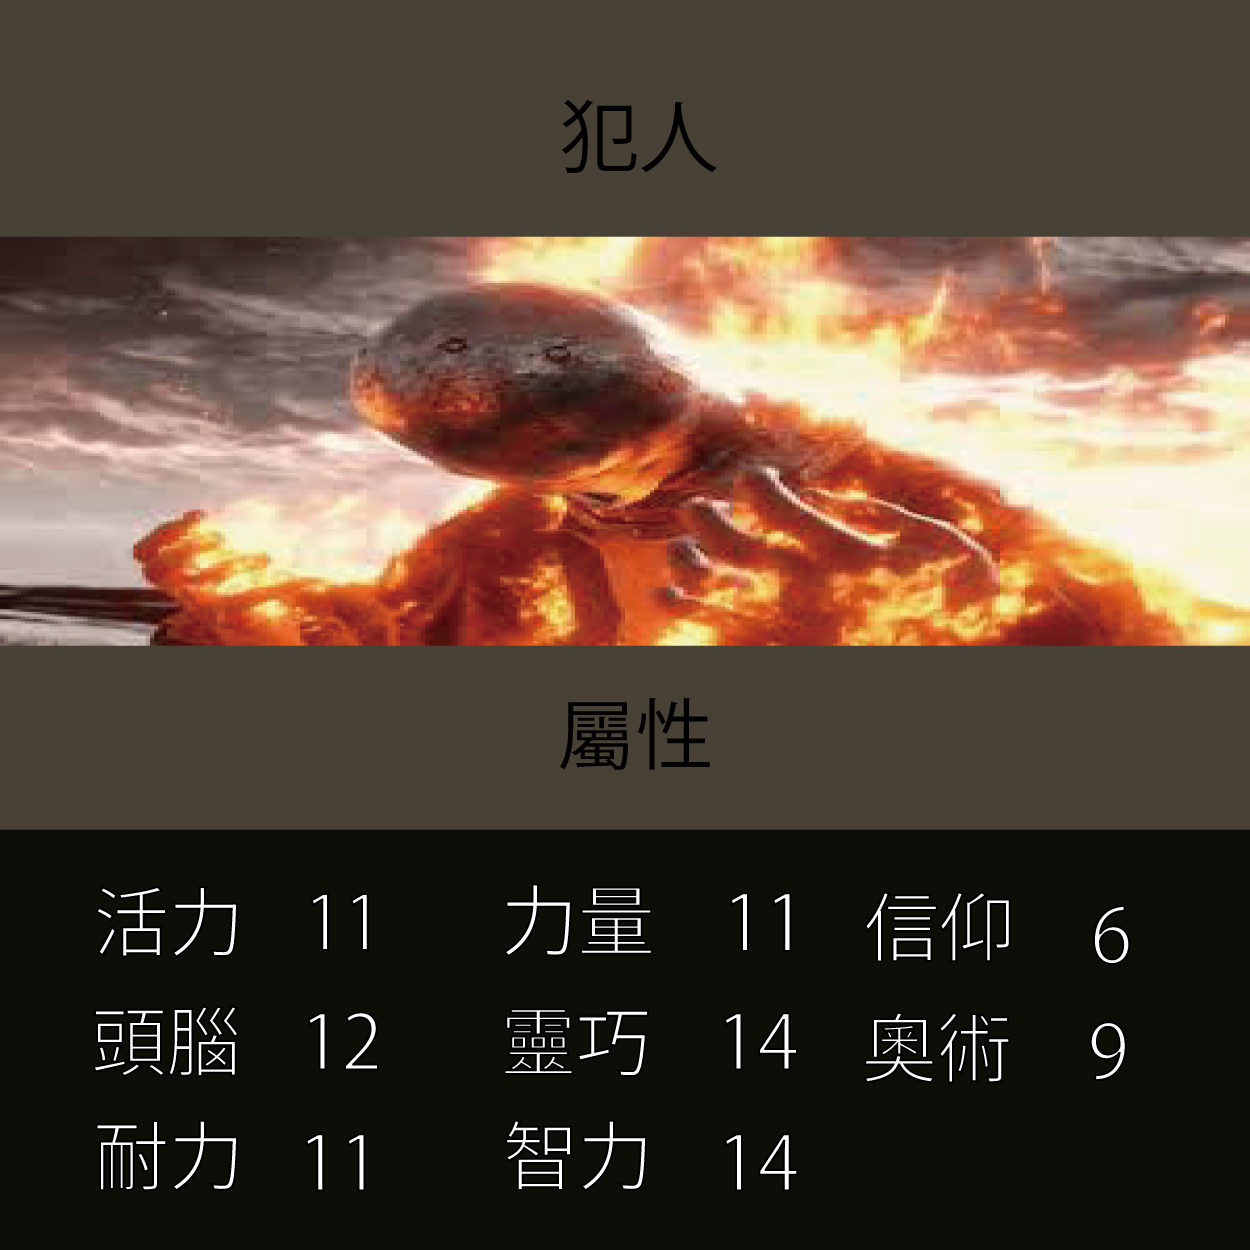 犯人
屬性
活力 11 力量 11 信仰 6
頭腦 12 靈巧 14 奧術 9
耐力 11 智力 14